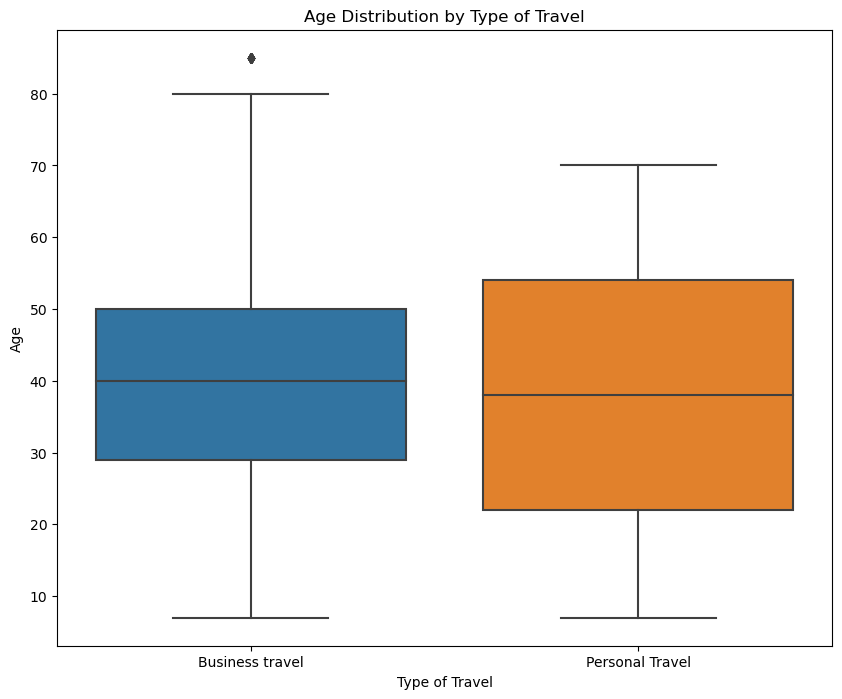 Age Distribution by Type of Travel
80
70
60
50
40
30
20
10
Age
Business travel
Personal Travel
Type of Travel